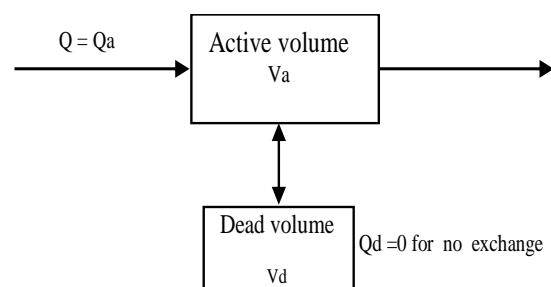 Q = Qa
Active volume
Va
Dead volume
Qd =0 for no exchange
Vd